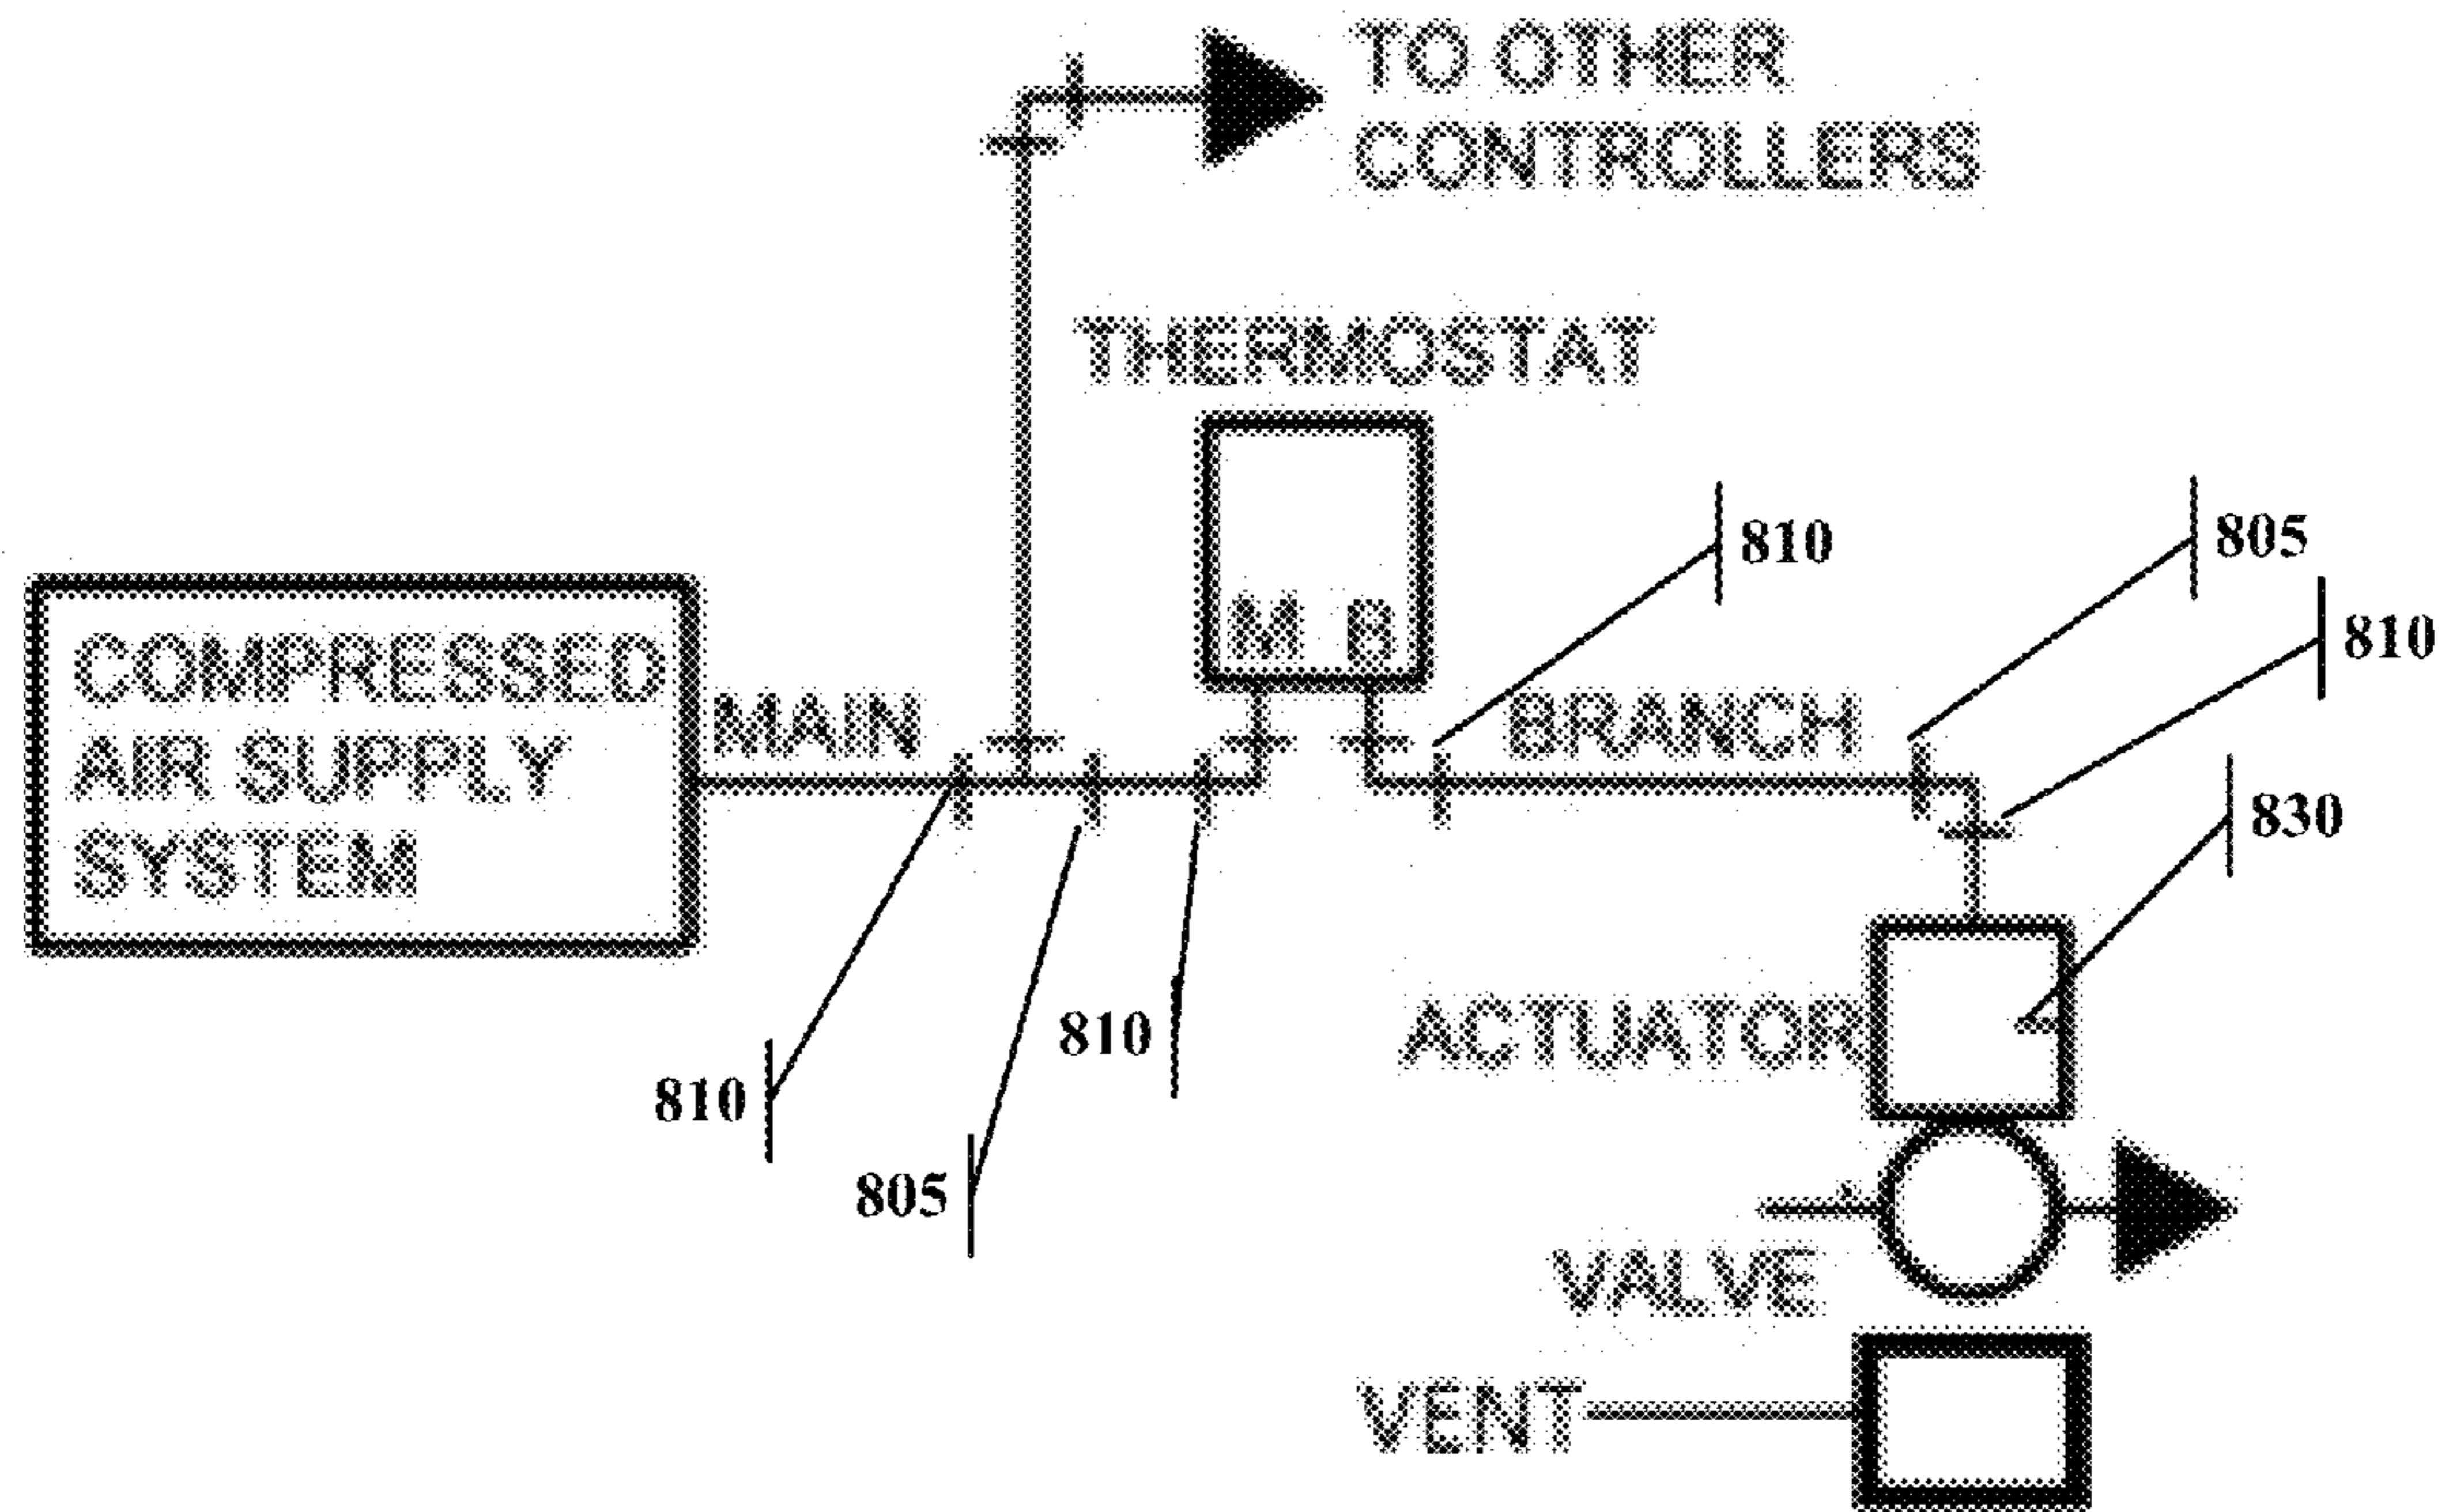 TO OTHER
CONTROLLERS
THERMOSTAT
810
805
M B
810
COMPRESSED
AIR SUPPLY
SYSTEM
MAIN
BRANCH
830
810
ACTUATOR
810
805
VALVE
VENT